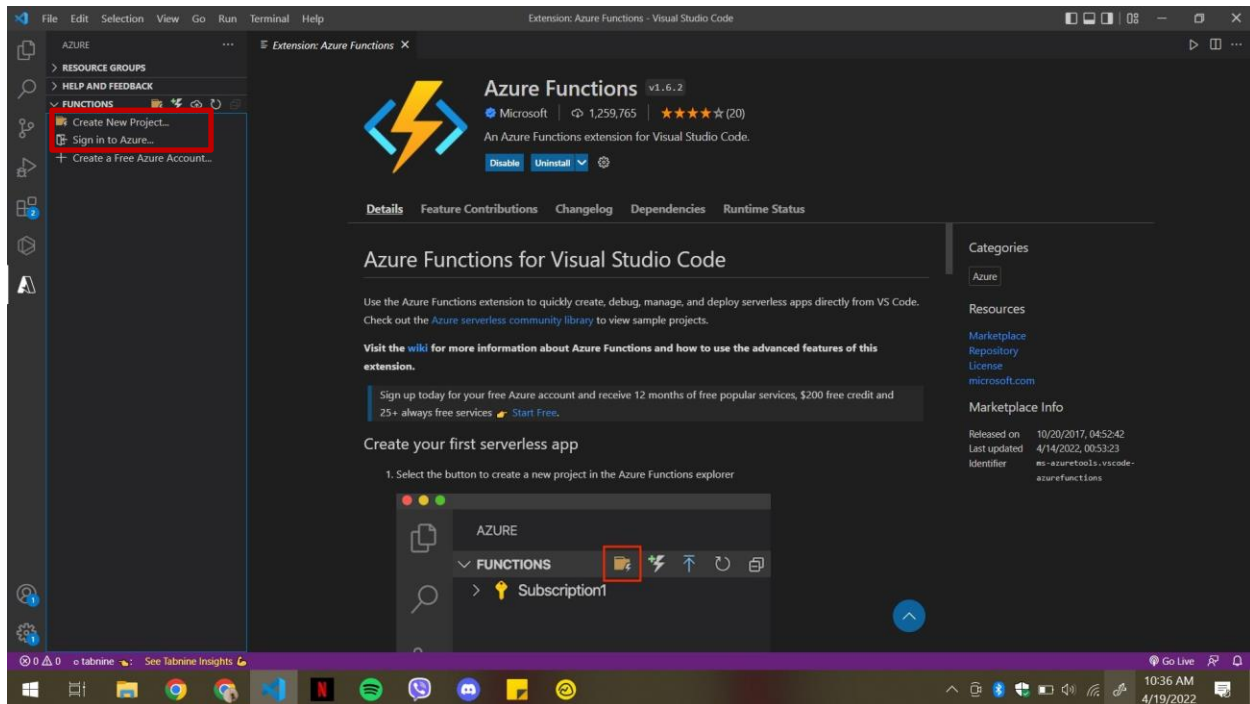 File Edit Selection View Go Run Terminal Help
Extension: Azure Functions - Visual Studio Code
AZURE
RESOURCE GROUPS
HELP AND FEEDBACK
FUNCTIONS
Create New Project...
Sign in to Azure...
Create a Free Azure Account...
Extension: Azure Functions
Azure Functions v1.6.2
Microsoft 1,259,765 (20)
An Azure Functions extension for Visual Studio Code.
Disable Uninstall
Details Feature Contributions Changelog Dependencies Runtime Status
Azure Functions for Visual Studio Code
Use the Azure Functions extension to quickly create, debug, manage, and deploy serverless apps directly from VS Code.
Check out the Azure serverless community library to view sample projects.
Visit the wiki for more information about Azure Functions and how to use the advanced features of this
extension.
Sign up today for your free Azure account and receive 12 months of free popular services, $200 free credit and
25+ always free services 👉 Start Free.
Create your first serverless app
1. Select the button to create a new project in the Azure Functions explorer
AZURE
FUNCTIONS
Subscription1
Categories
Azure
Resources
Marketplace
Repository
License
microsoft.com
Marketplace Info
Released on 10/20/2017, 04:52:42
Last updated 4/14/2022, 00:53:23
Identifier ms-azuretools.vscode-
azurefunctions
2
1
1
0 0 tabnine : See Tabnine Insights
Go Live
10:36 AM
4/19/2022